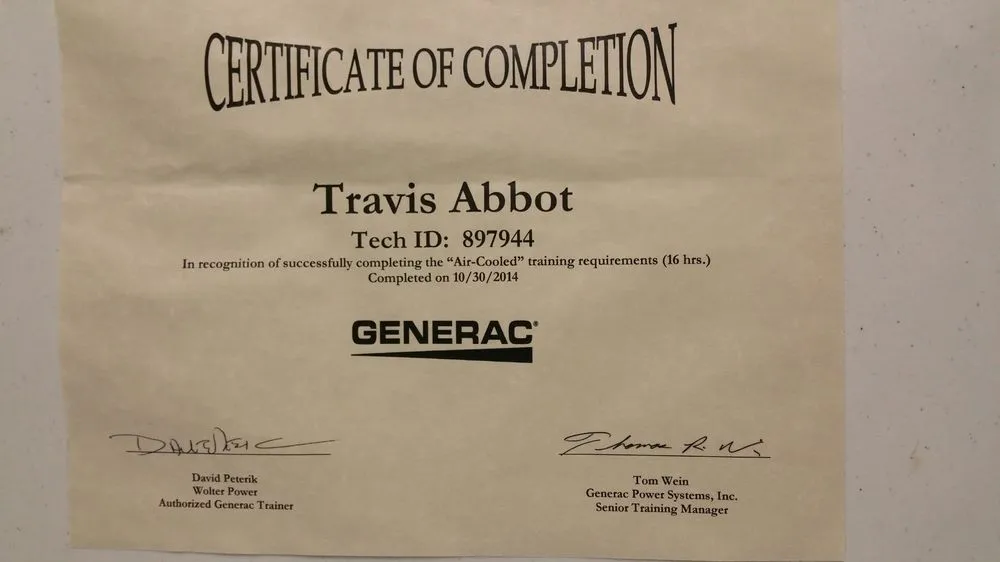 CERTIFICATE OF COMPLETION
Travis Abbot
Tech ID: 897944
In recognition of successfully completing the “Air-Cooled” training requirements (16 hrs.)
Completed on 10/30/2014
GENERAC®
David Peterik
Wolter Power
Authorized Generac Trainer
Thomas R. W
Tom Wein
Generac Power Systems, Inc.
Senior Training Manager